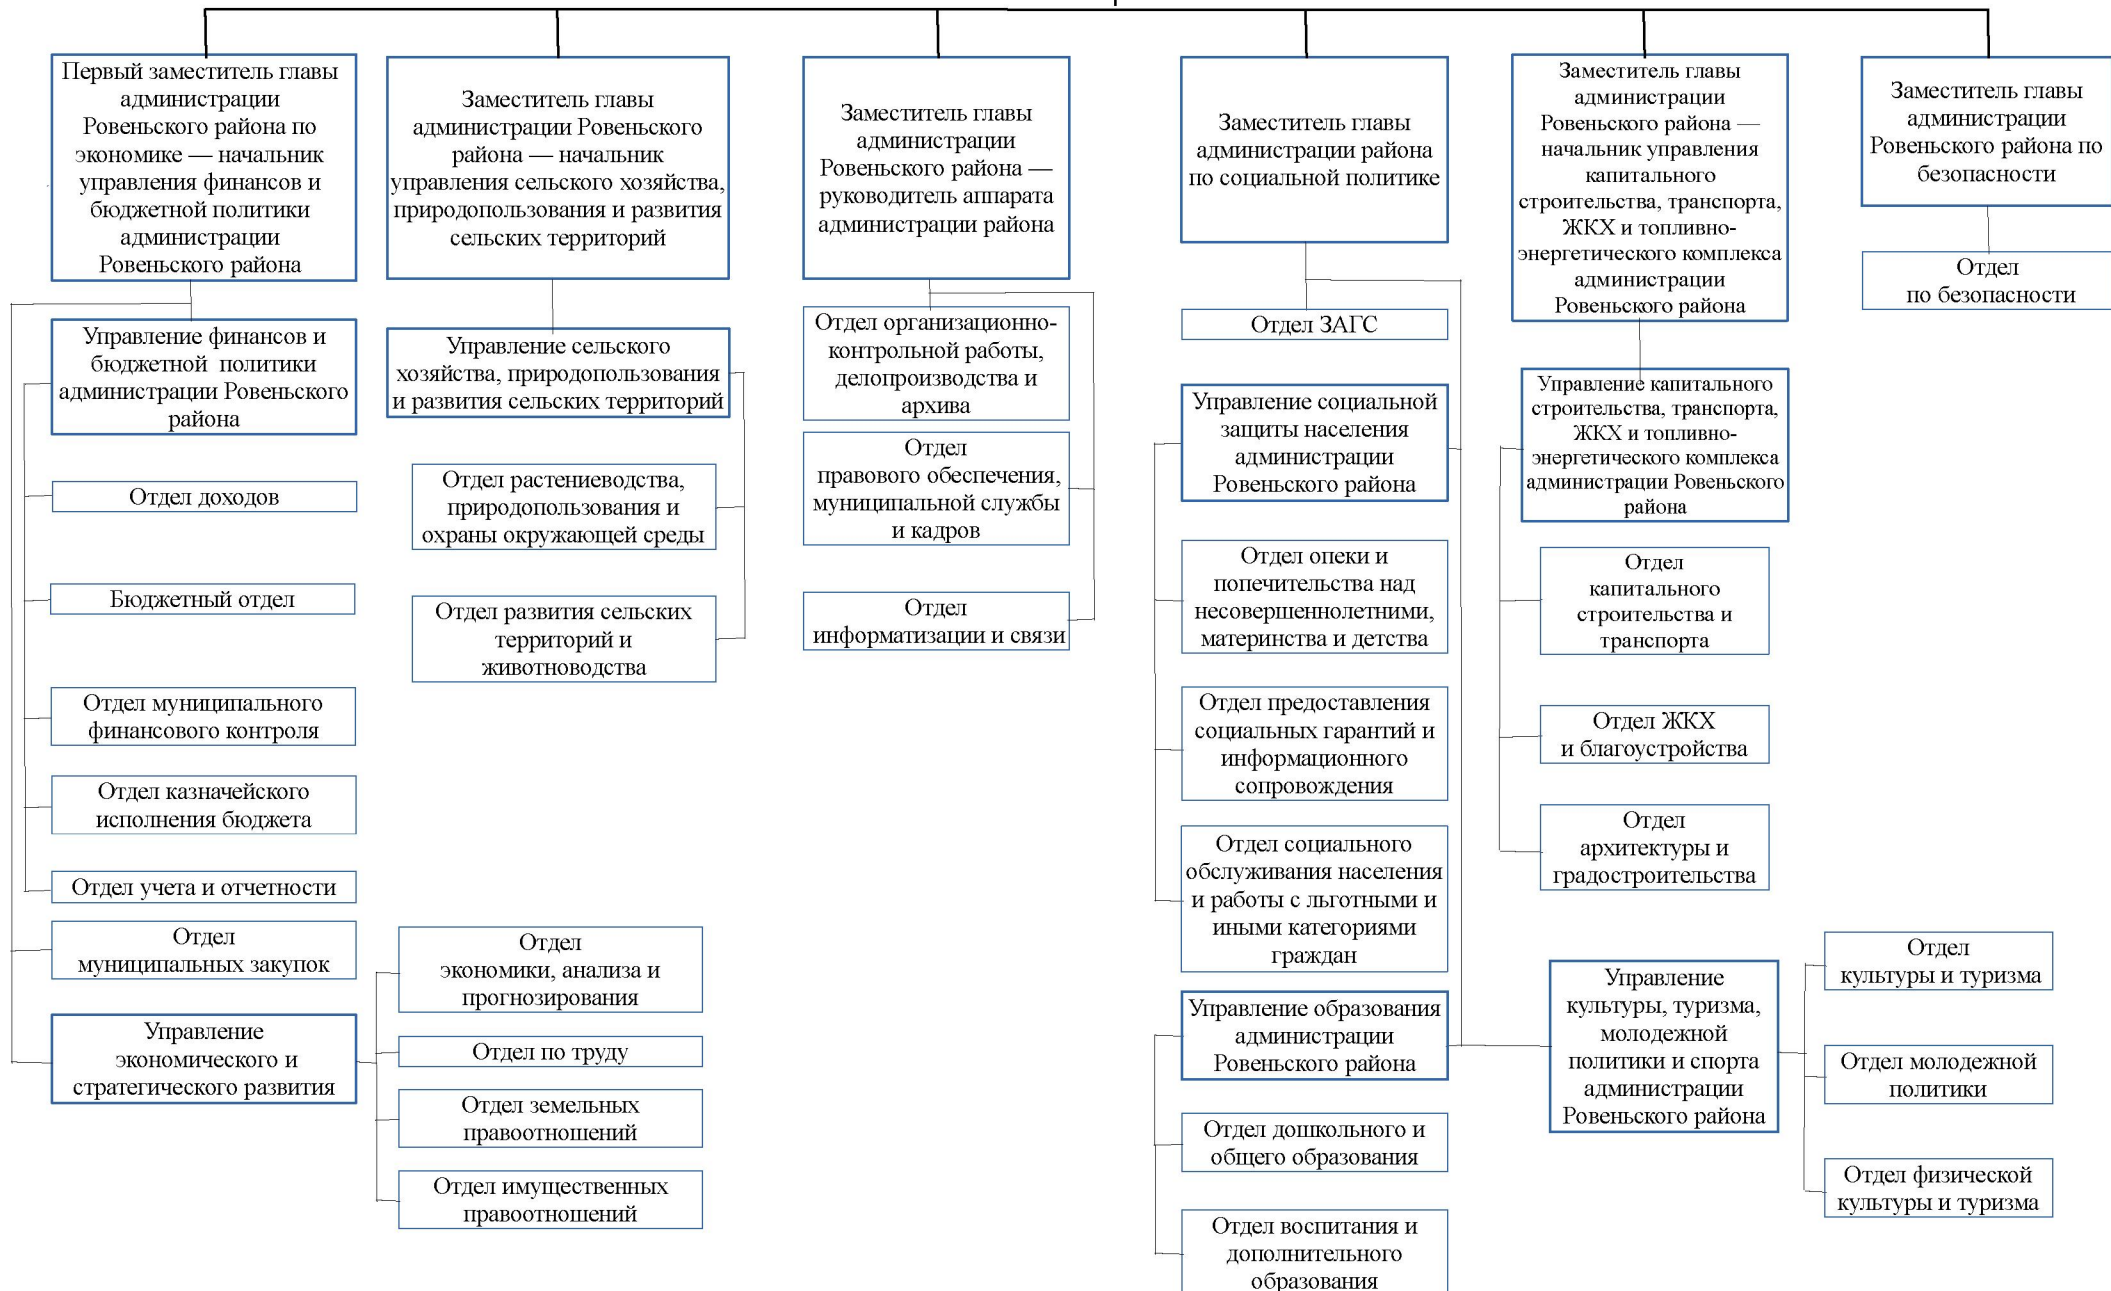 Первый заместитель главы
администрации
Ровеньского района по
экономике — начальник
управления финансов и
бюджетной политики
администрации
Ровеньского района
Заместитель главы
администрации Ровеньского
района — начальник
управления сельского хозяйства,
природопользования и развития
сельских территорий
Заместитель главы
администрации
Ровеньского района —
руководитель аппарата
администрации района
Заместитель главы
администрации района
по социальной политике
Заместитель главы
администрации
Ровеньского района —
начальник управления
капитального
строительства, транспорта,
ЖКХ и топливно-
энергетического комплекса
администрации
Ровеньского района
Заместитель главы
администрации
Ровеньского района по
безопасности
Управление финансов и
бюджетной политики
администрации Ровеньского
района
Отдел доходов
Бюджетный отдел
Отдел муниципального
финансового контроля
Отдел казначейского
исполнения бюджета
Отдел учета и отчетности
Отдел
муниципальных закупок
Управление
экономического и
стратегического развития
Отдел
экономики, анализа и
прогнозирования
Отдел по труду
Отдел земельных
правоотношений
Отдел имущественных
правоотношений
Управление сельского
хозяйства, природопользования
и развития сельских территорий
Отдел растениеводства,
природопользования и
охраны окружающей среды
Отдел развития сельских
территорий и
животноводства
Отдел организационно-
контрольной работы,
делопроизводства и
архива
Отдел
правового обеспечения,
муниципальной службы
и кадров
Отдел
информатизации и связи
Отдел ЗАГС
Управление социальной
защиты населения
администрации
Ровеньского района
Отдел опеки и
попечительства над
несовершеннолетними,
материнства и детства
Отдел предоставления
социальных гарантий и
информационного
сопровождения
Отдел социального
обслуживания населения
и работы с льготными и
иными категориями
граждан
Управление образования
администрации
Ровеньского района
Отдел дошкольного и
общего образования
Отдел воспитания и
дополнительного
образования
Управление капитального
строительства, транспорта,
ЖКХ и топливно-
энергетического комплекса
администрации Ровеньского
района
Отдел
капитального
строительства и
транспорта
Отдел ЖКХ
и благоустройства
Отдел
архитектуры и
градостроительства
Управление
культуры, туризма,
молодежной
политики и спорта
администрации
Ровеньского района
Отдел
культуры и туризма
Отдел молодежной
политики
Отдел физической
культуры и туризма
Отдел
по безопасности